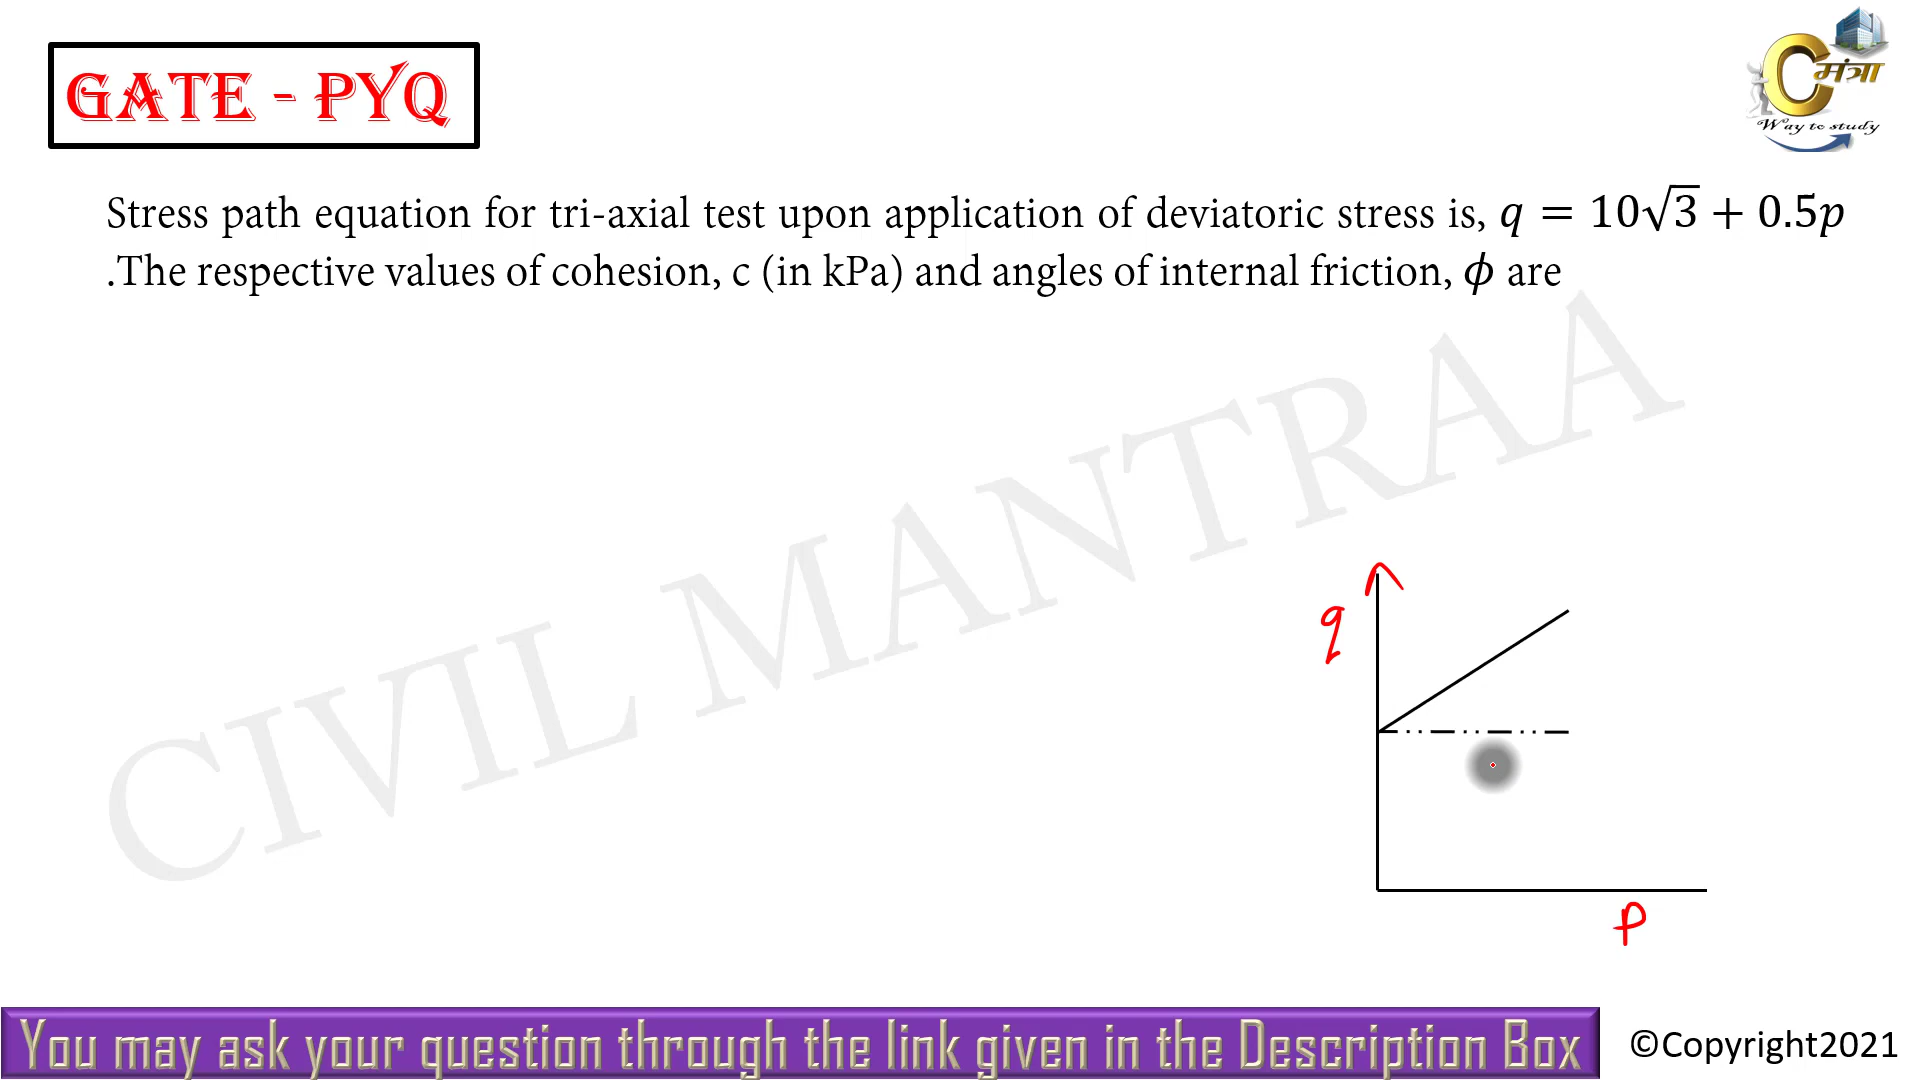 GATE - PYQ
C मंत्रा
Way to study
Stress path equation for tri-axial test upon application of deviatoric stress is, q = 10√3 + 0.5p
.The respective values of cohesion, c (in kPa) and angles of internal friction, ϕ are
CIVIL MANTRAA
q
p
You may ask your question through the link given in the Description Box
©Copyright2021